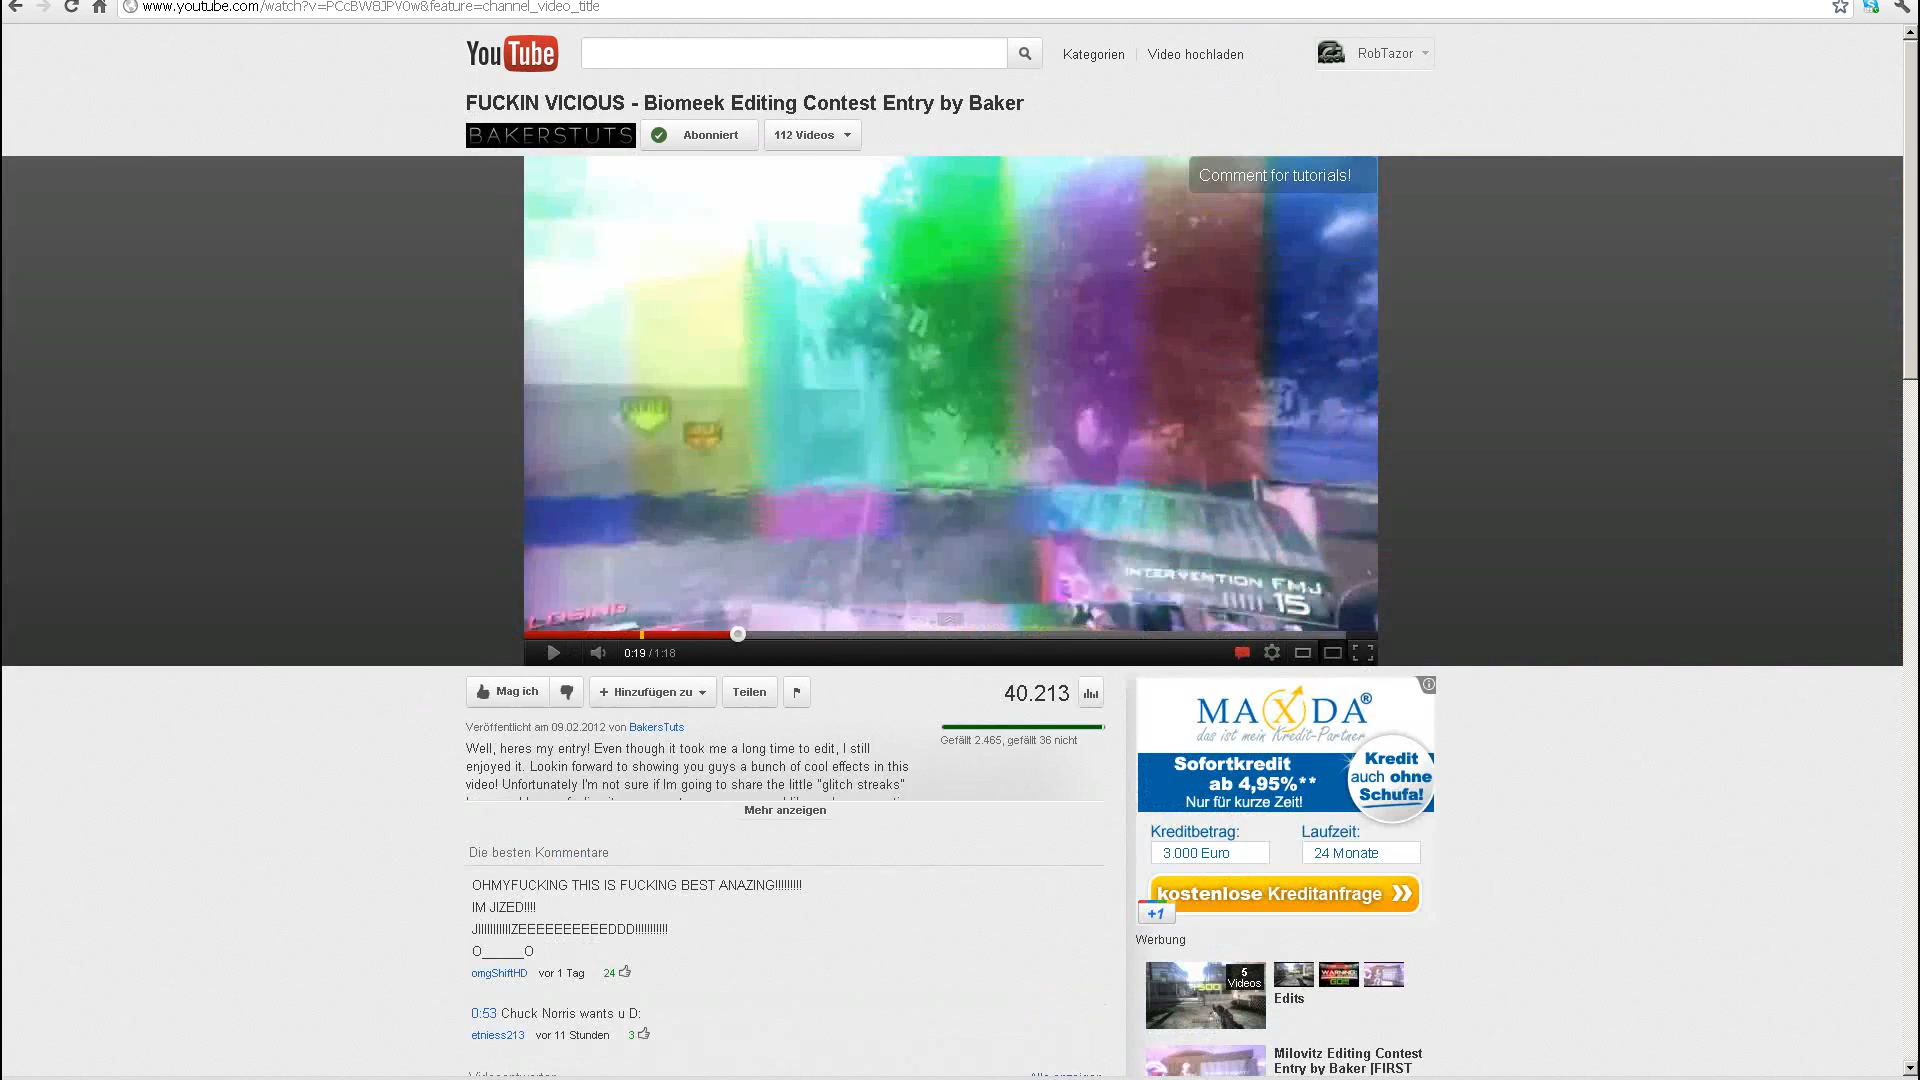 www.youtube.com/watch?v=PCcBW8JPV0w&feature=channel_video_title
YouTube
Kategorien
Video hochladen
RobTazor
FUCKIN VICIOUS - Biomeek Editing Contest Entry by Baker
BAKERSTUTS
Abonniert
112 Videos
Comment for tutorials!
LOSING
INTERVENTION FMJ
15
0:19 / 1:18
Mag ich
+ Hinzufügen zu
Teilen
40.213
Veröffentlicht am 09.02.2012 von BakersTuts
Gefällt 2.465, gefällt 36 nicht
Well, heres my entry! Even though it took me a long time to edit, I still
enjoyed it. Lookin forward to showing you guys a bunch of cool effects in this
video! Unfortunately I'm not sure if Im going to share the little "glitch streaks"
Mehr anzeigen
Die besten Kommentare
OHMYFUCKING THIS IS FUCKING BEST ANAZING!!!!!!!!!
IM JIZED!!!!
JIIIIIIIIIIIZEEEEEEEEEEDDD!!!!!!!!!!!
O______O
omgShiftHD vor 1 Tag 24
0:53 Chuck Norris wants u D:
etniess213 vor 11 Stunden 3
Videoantworten
Alle anzeigen
MAXDA®
das ist mein Kredit-Partner
Sofortkredit
ab 4,95%**
Nur für kurze Zeit!
Kredit
auch ohne
Schufa!
Kreditbetrag:
Laufzeit:
3.000 Euro
24 Monate
kostenlose Kreditanfrage
+1
Werbung
5
Videos
Edits
Milovitz Editing Contest
Entry by Baker |FIRST